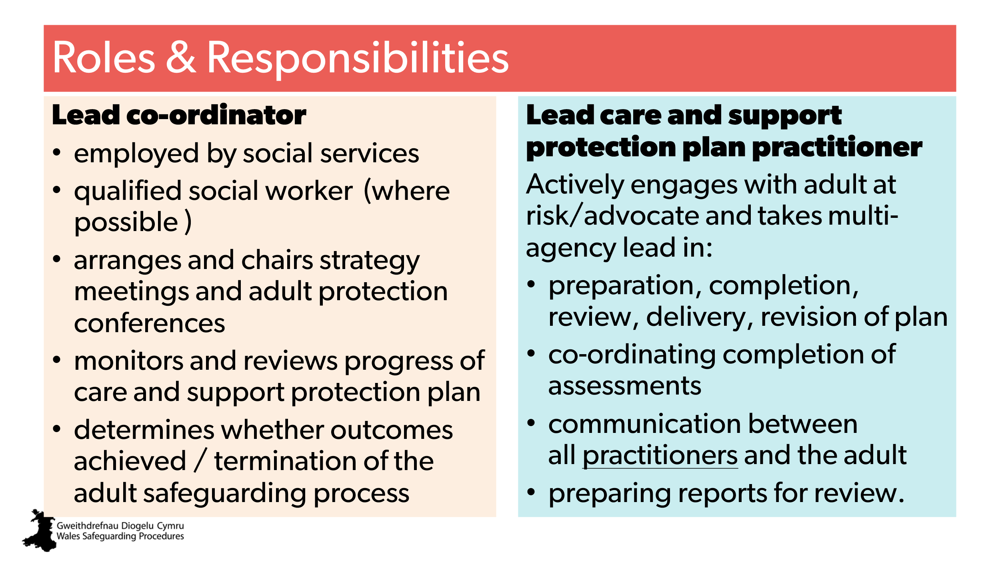 Roles & Responsibilities
Lead co-ordinator
• employed by social services
• qualified social worker (where
possible )
• arranges and chairs strategy
meetings and adult protection
conferences
• monitors and reviews progress of
care and support protection plan
• determines whether outcomes
achieved / termination of the
adult safeguarding process
Lead care and support
protection plan practitioner
Actively engages with adult at
risk/advocate and takes multi-
agency lead in:
• preparation, completion,
review, delivery, revision of plan
• co-ordinating completion of
assessments
• communication between
all practitioners and the adult
• preparing reports for review.
Gweithdrefnau Diogelu Cymru
Wales Safeguarding Procedures